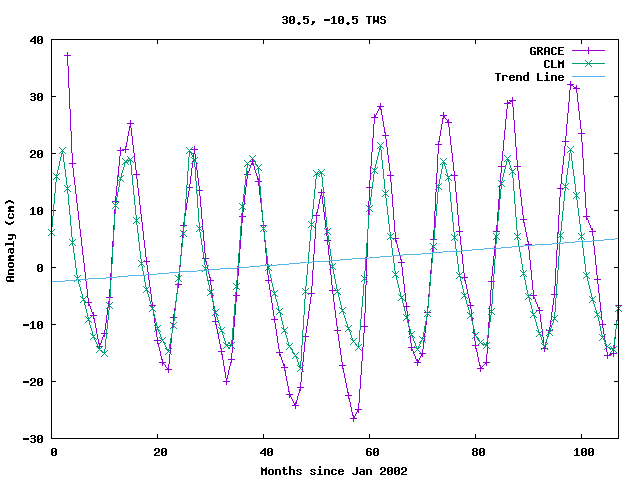 30.5, -10.5 TWS
GRACE
CLM
Trend Line
40
30
20
10
0
-10
-20
-30
Anomaly (cm)
0 20 40 60 80 100
Months since Jan 2002